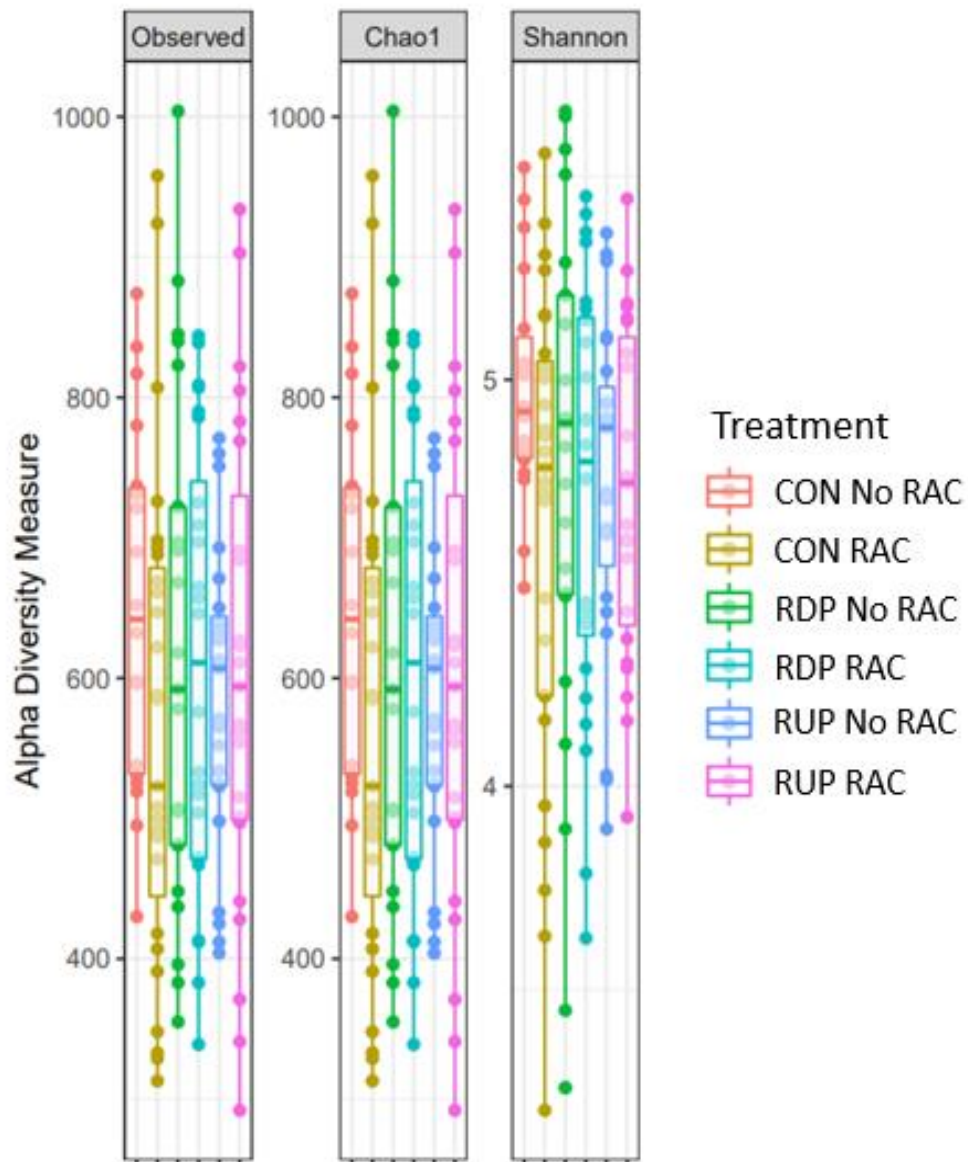 Observed
Chao1
Shannon
Alpha Diversity Measure
1000
800
600
400
1000
800
600
400
5
4
Treatment
CON No RAC
CON RAC
RDP No RAC
RDP RAC
RUP No RAC
RUP RAC